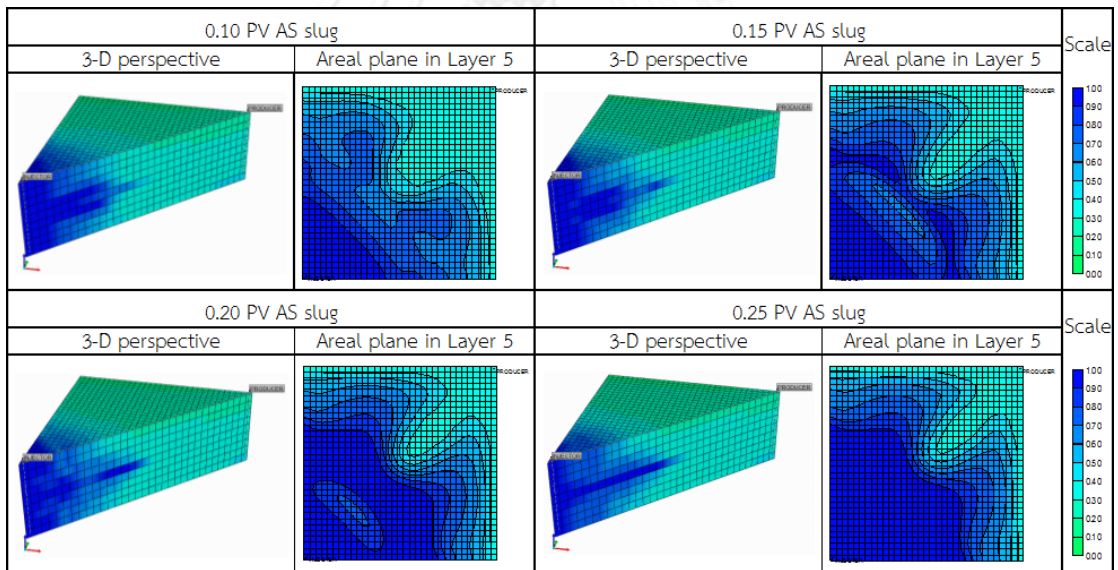 0.10 PV AS slug
0.15 PV AS slug
Scale
3-D perspective
Areal plane in Layer 5
3-D perspective
Areal plane in Layer 5
PRODUCER
INJECTOR
PRODUCER
PRODUCER
INJECTOR
PRODUCER
1.00
0.90
0.80
0.70
0.60
0.50
0.40
0.30
0.20
0.10
0.00
0.20 PV AS slug
0.25 PV AS slug
Scale
3-D perspective
Areal plane in Layer 5
3-D perspective
Areal plane in Layer 5
PRODUCER
INJECTOR
PRODUCER
PRODUCER
INJECTOR
PRODUCER
1.00
0.90
0.80
0.70
0.60
0.50
0.40
0.30
0.20
0.10
0.00